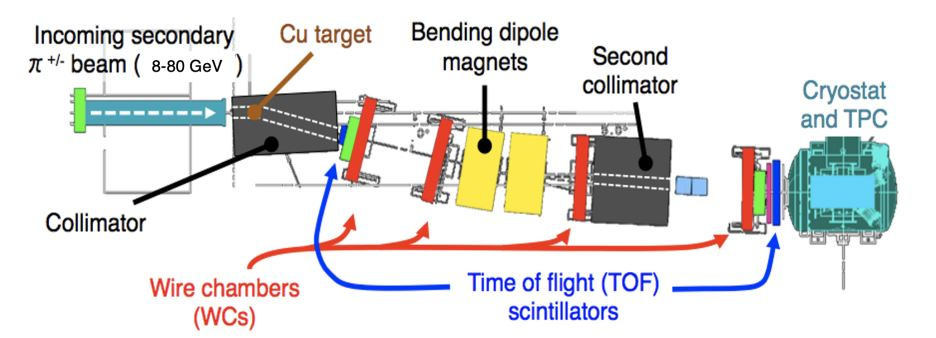 Incoming secondary
π +/- beam ( 8-80 GeV )
Cu target
Bending dipole
magnets
Second
collimator
Cryostat
and TPC
Collimator
Wire chambers
(WCs)
Time of flight (TOF)
scintillators